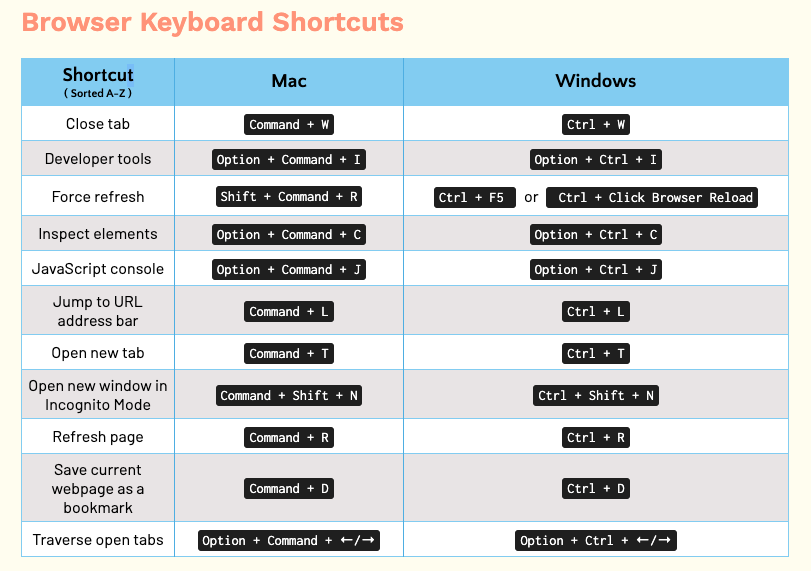 Browser Keyboard Shortcuts
Shortcut Mac Windows
( Sorted A-Z )
Close tab Command + W Ctrl + W
Developer tools Option + Command + I Option + Ctrl + I
Force refresh Shift + Command + R Ctrl + F5 or Ctrl + Click Browser Reload
Inspect elements Option + Command + C Option + Ctrl + C
JavaScript console Option + Command + J Option + Ctrl + J
Jump to URL
address bar Command + L Ctrl + L
Open new tab Command + T Ctrl + T
Open new window in
Incognito Mode Command + Shift + N Ctrl + Shift + N
Refresh page Command + R Ctrl + R
Save current
webpage as a Command + D Ctrl + D
bookmark
Traverse open tabs Option + Command + ←/→ Option + Ctrl + ←/→